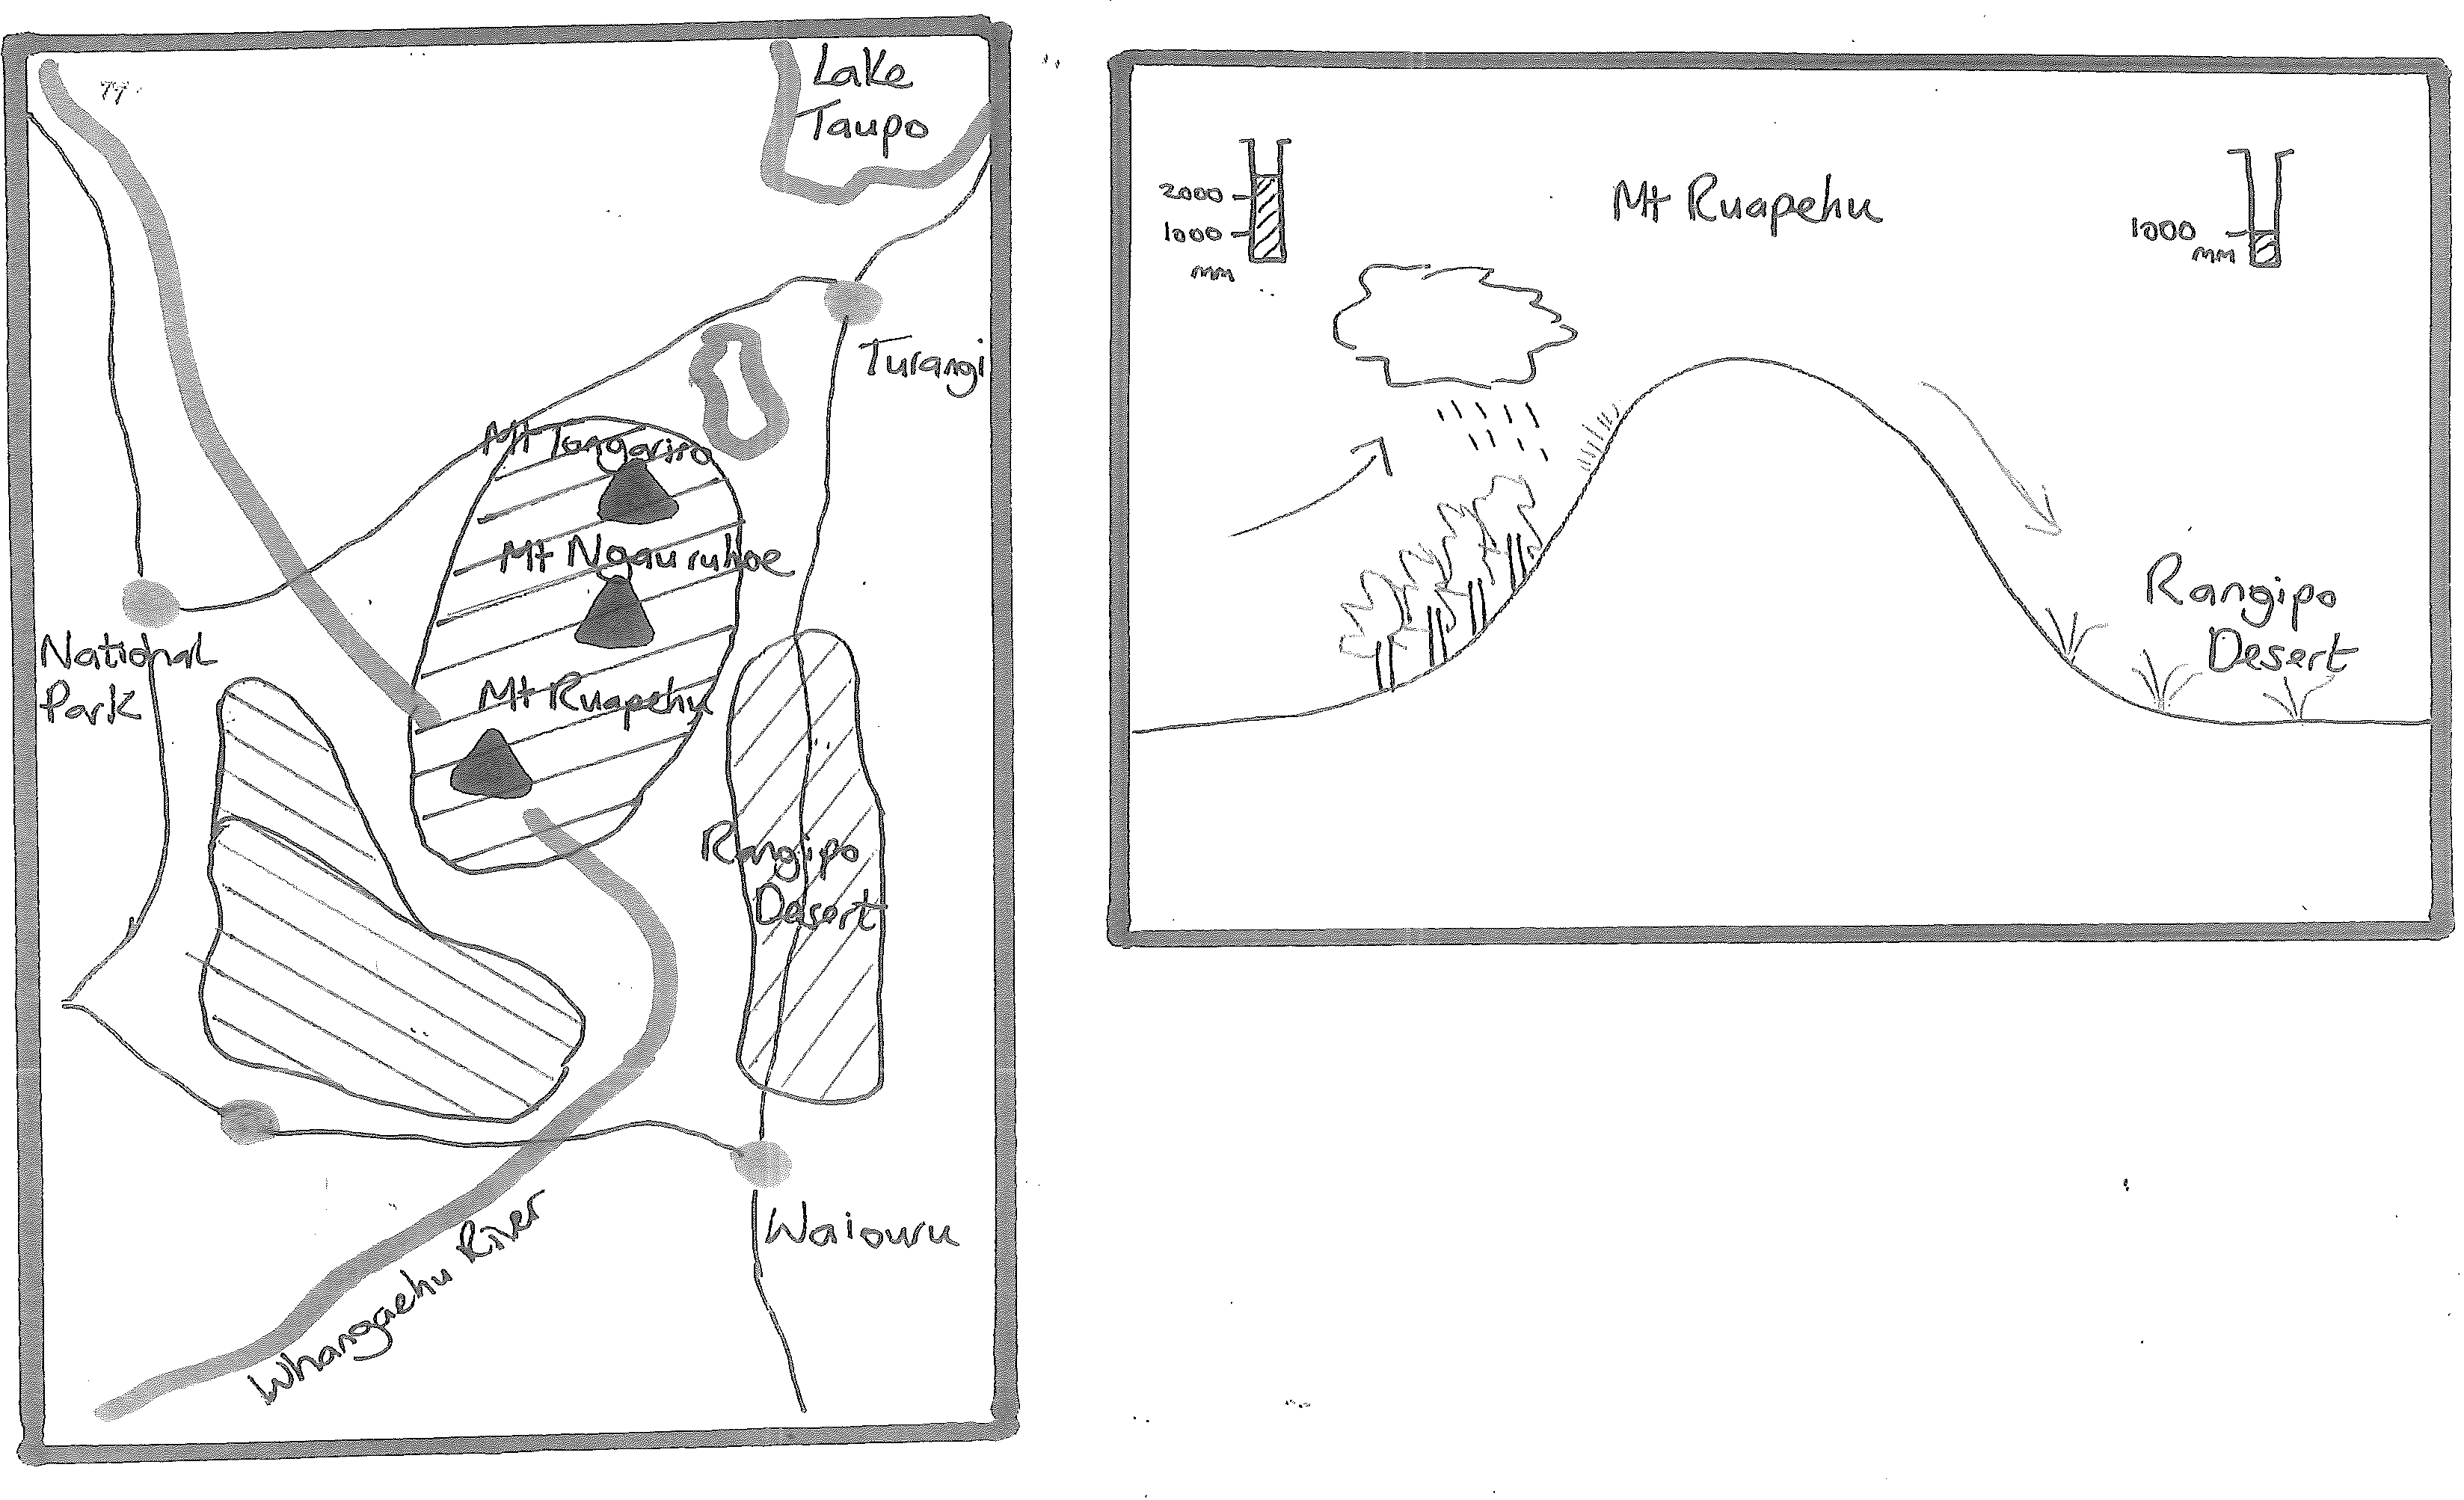 Lake
Taupo
Turangi
Mt Tongariro
Mt Ngauruhoe
National
Park
Mt Ruapehu
Rangipo
Desert
Waiouru
Whangaehu River
2000
1000
mm
Mt Ruapehu
1000
mm
Rangipo
Desert